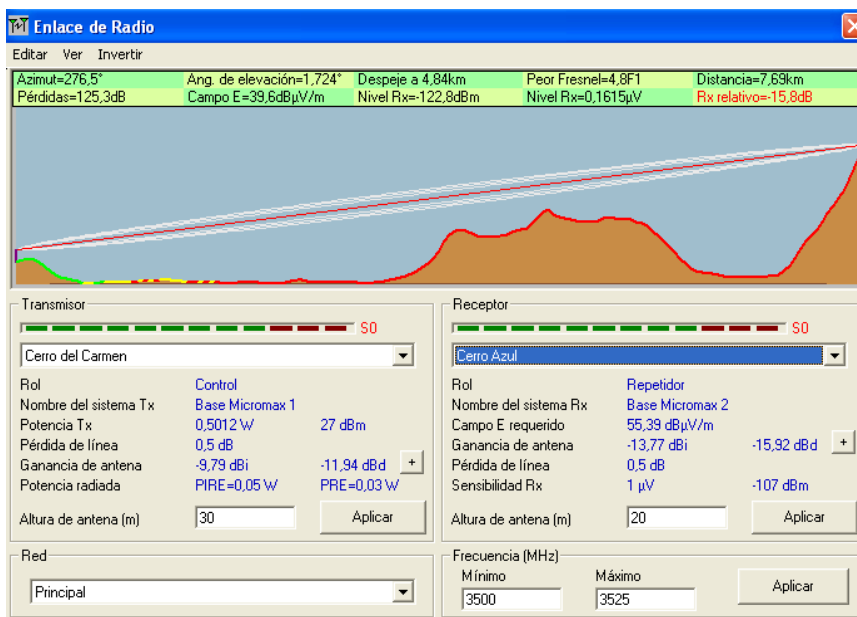 Enlace de Radio
Editar Ver Invertir
Azimut=276,5° Ang. de elevación=1,724° Despeje a 4,84km Peor Fresnel=4,8F1 Distancia=7,69km
Pérdidas=125,3dB Campo E=39,6dBµV/m Nivel Rx=-122,8dBm Nivel Rx=0,1615µV Rx relativo=-15,8dB
Transmisor
S0
Cerro del Carmen
Rol Control
Nombre del sistema Tx Base Micromax 1
Potencia Tx 0,5012 W 27 dBm
Pérdida de línea 0,5 dB
Ganancia de antena -9,79 dBi -11,94 dBd +
Potencia radiada PIRE=0,05 W PRE=0,03 W
Altura de antena (m) 30 Aplicar
Receptor
S0
Cerro Azul
Rol Repetidor
Nombre del sistema Rx Base Micromax 2
Campo E requerido 55,39 dBµV/m
Ganancia de antena -13,77 dBi -15,92 dBd +
Pérdida de línea 0,5 dB
Sensibilidad Rx 1 µV -107 dBm
Altura de antena (m) 20 Aplicar
Red
Principal
Frecuencia (MHz)
Mínimo Máximo
3500 3525 Aplicar